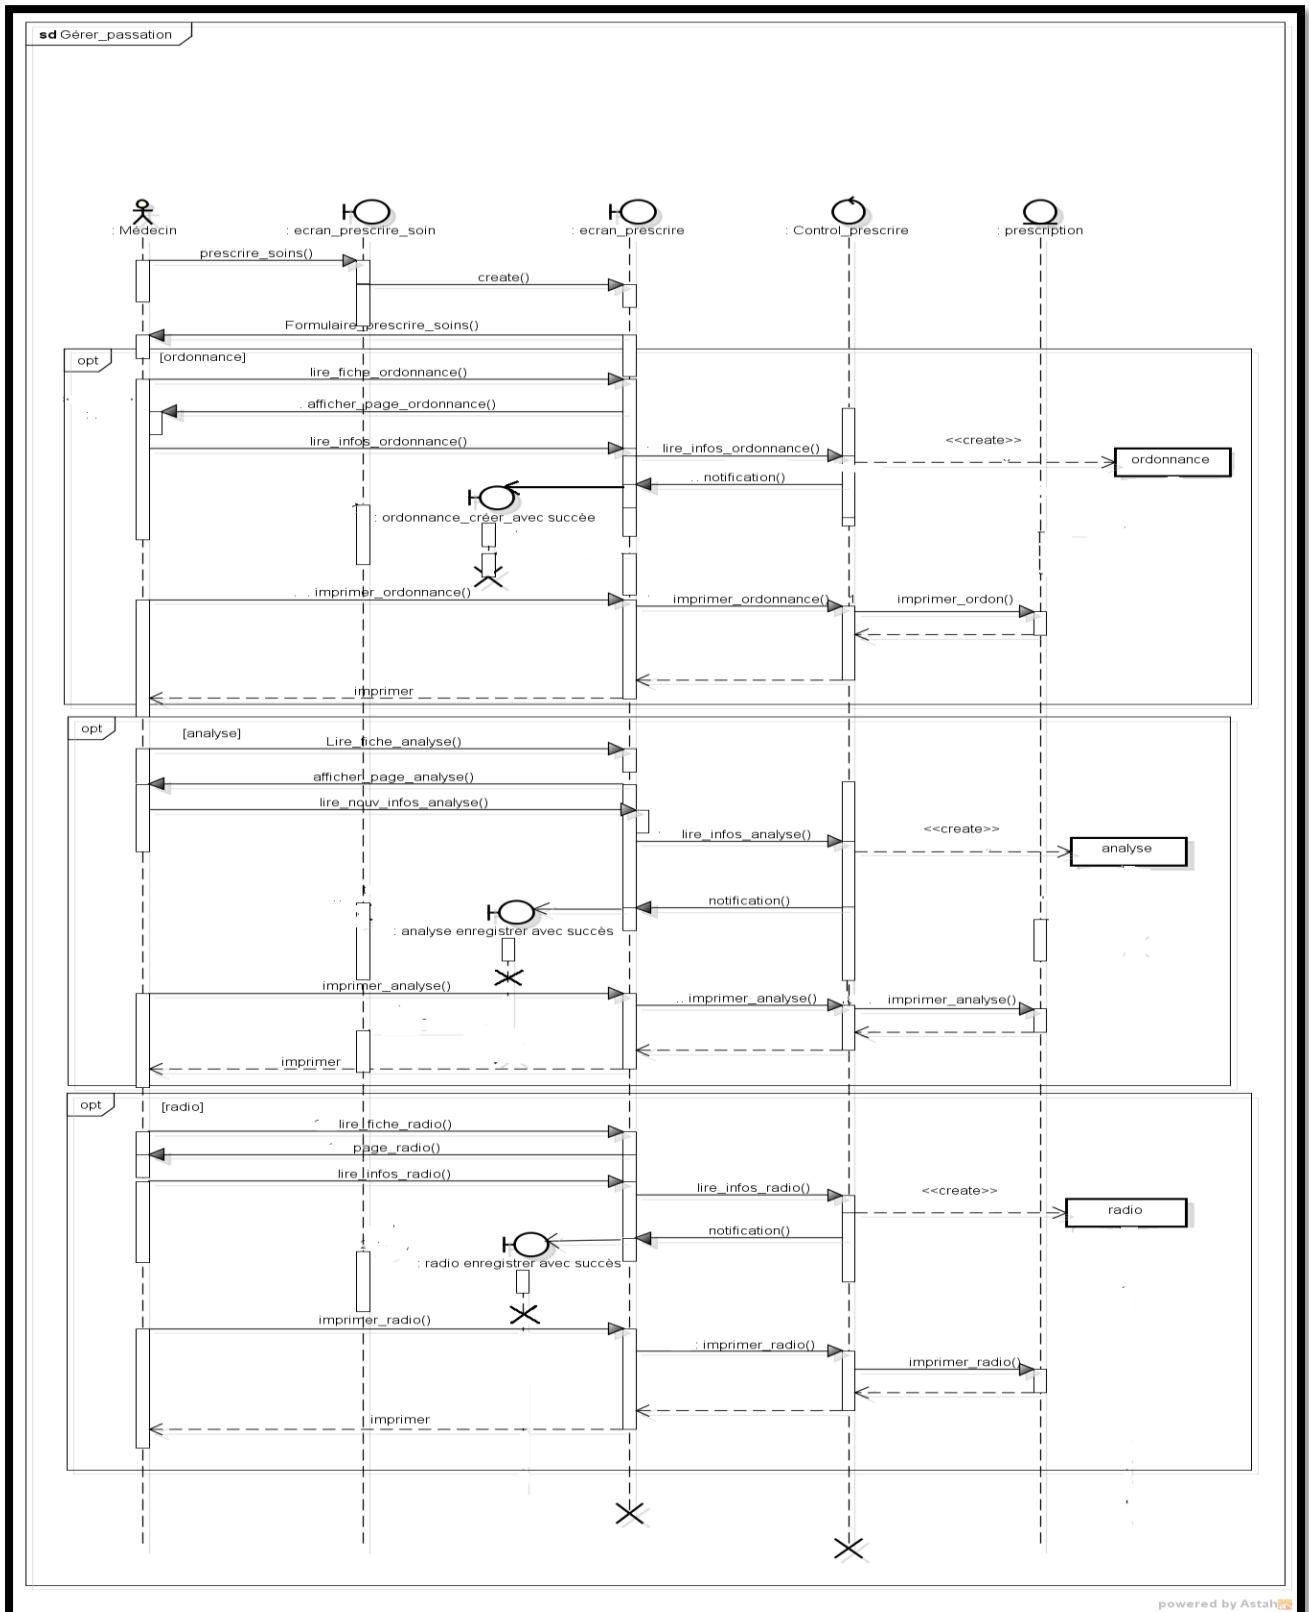 sd Gérer_passation
: Médecin
: ecran_prescrire_soin
: ecran_prescrire
: Control_prescrire
: prescription
prescrire_soins()
create()
Formulaire_prescrire_soins()
opt
[ordonnance]
lire_fiche_ordonnance()
afficher_page_ordonnance()
lire_infos_ordonnance()
lire_infos_ordonnance()
<<create>>
ordonnance
notification()
: ordonnance_créer_avec succèe
imprimer_ordonnance()
imprimer_ordonnance()
imprimer_ordon()
imprimer
opt
[analyse]
Lire_fiche_analyse()
afficher_page_analyse()
lire_nouv_infos_analyse()
lire_infos_analyse()
<<create>>
analyse
notification()
: analyse enregistrer avec succès
imprimer_analyse()
imprimer_analyse()
imprimer_analyse()
imprimer
opt
[radio]
lire_fiche_radio()
page_radio()
lire_infos_radio()
lire_infos_radio()
<<create>>
radio
notification()
: radio enregistrer avec succès
imprimer_radio()
: imprimer_radio()
imprimer_radio()
imprimer
powered by Astah